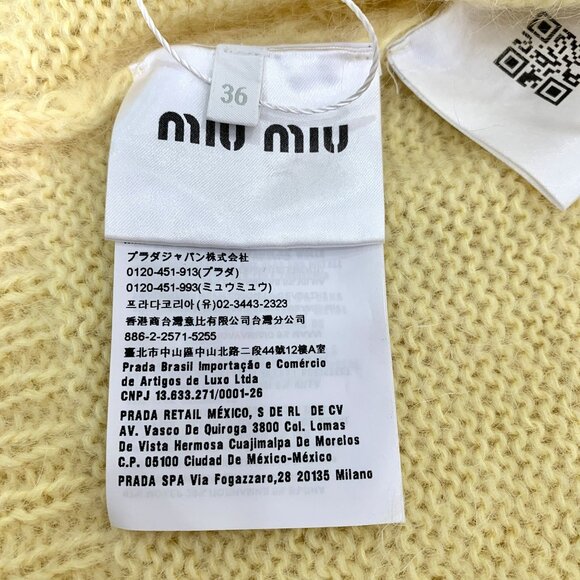 36
miu miu
プラダジャパン株式会社
0120-451-913(プラダ)
0120-451-993(ミュウミュウ)
프라다코리아(유) 02-3443-2323
香港商台灣意比有限公司台灣分公司
886-2-2571-5255
臺北市中山區中山北路二段44號12樓A室
Prada Brasil Importação e Comércio
de Artigos de Luxo Ltda
CNPJ 13.633.271/0001-26
PRADA RETAIL MÉXICO, S DE RL DE CV
AV. Vasco De Quiroga 3800 Col. Lomas
De Vista Hermosa Cuajimalpa De Morelos
C.P. 05100 Ciudad De México-México
PRADA SPA Via Fogazzaro,28 20135 Milano